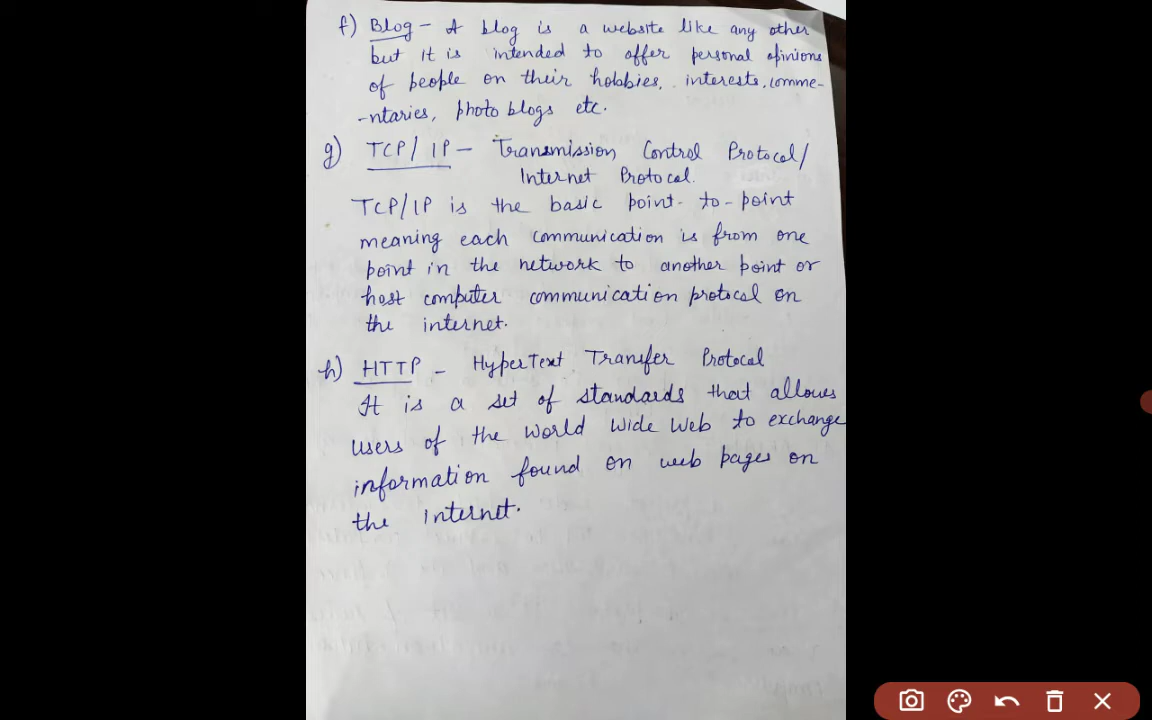 f) Blog - A blog is a website like any other
but it is intended to offer personal opinions
of people on their hobbies, interests, comme-
-ntaries, photo blogs etc.
g) TCP/IP - Transmission Control Protocol/
Internet Protocol.
TCP/IP is the basic point-to-point
meaning each communication is from one
point in the network to another point or
host computer communication protocol on
the internet.
h) HTTP - HyperText Transfer Protocol
It is a set of standards that allows
users of the World Wide Web to exchange
information found on web pages on
the internet.